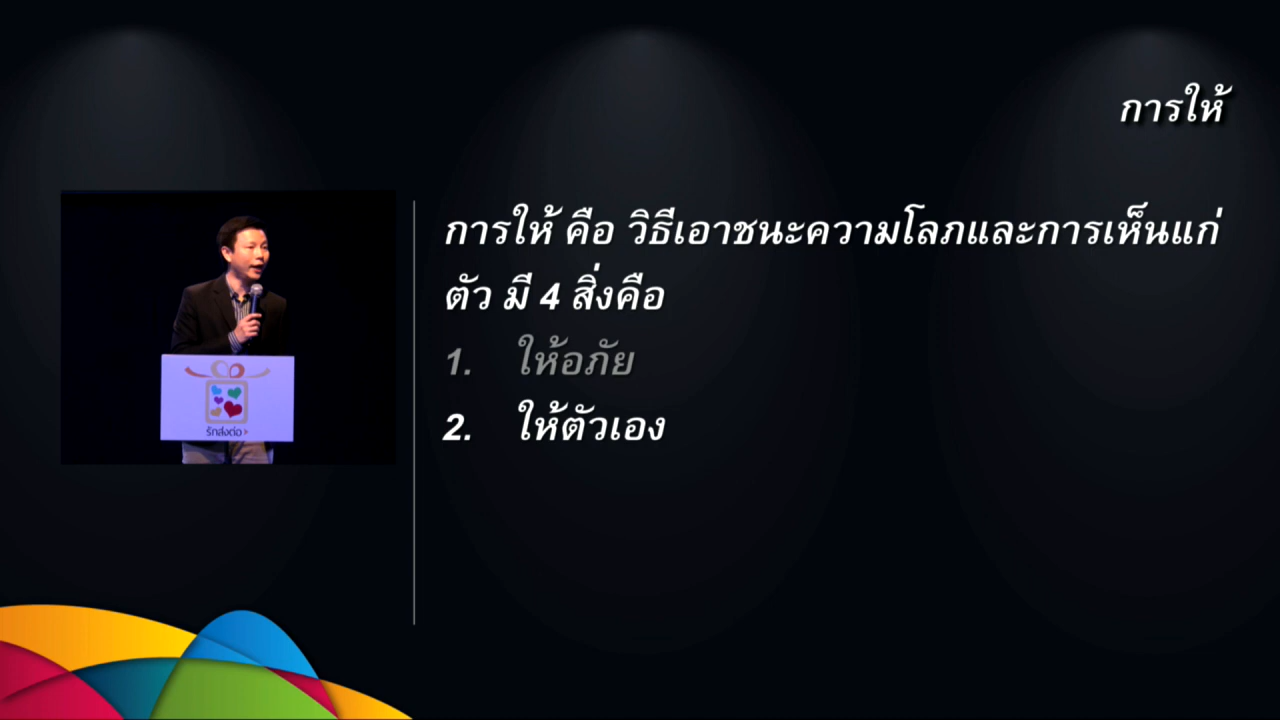 การให้
การให้ คือ วิธีเอาชนะความโลภและการเห็นแก่
ตัว มี 4 สิ่งคือ
1. ให้อภัย
2. ให้ตัวเอง
รักส่งต่อ